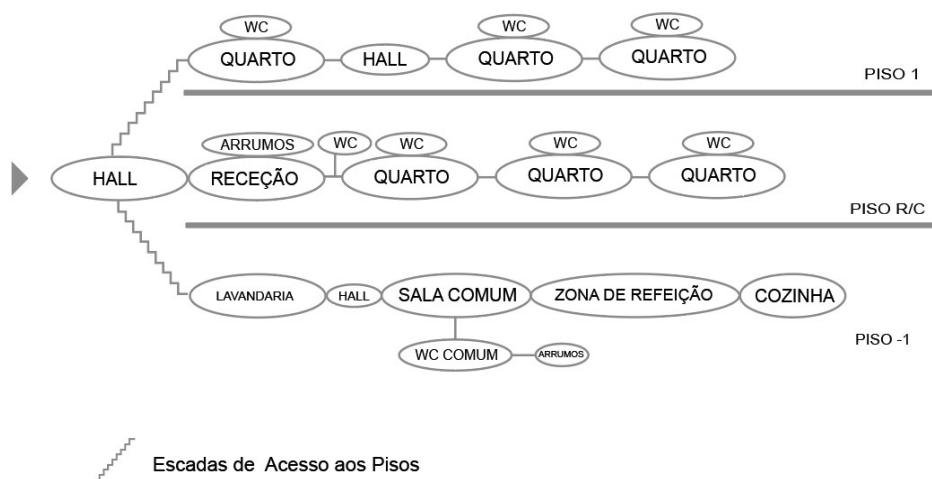 WC WC WC
QUARTO HALL QUARTO QUARTO
PISO 1
ARRUMOS WC WC WC WC
HALL RECEÇÃO QUARTO QUARTO QUARTO
PISO R/C
LAVANDARIA HALL SALA COMUM ZONA DE REFEIÇÃO COZINHA
PISO -1
WC COMUM ARRUMOS
Escadas de Acesso aos Pisos